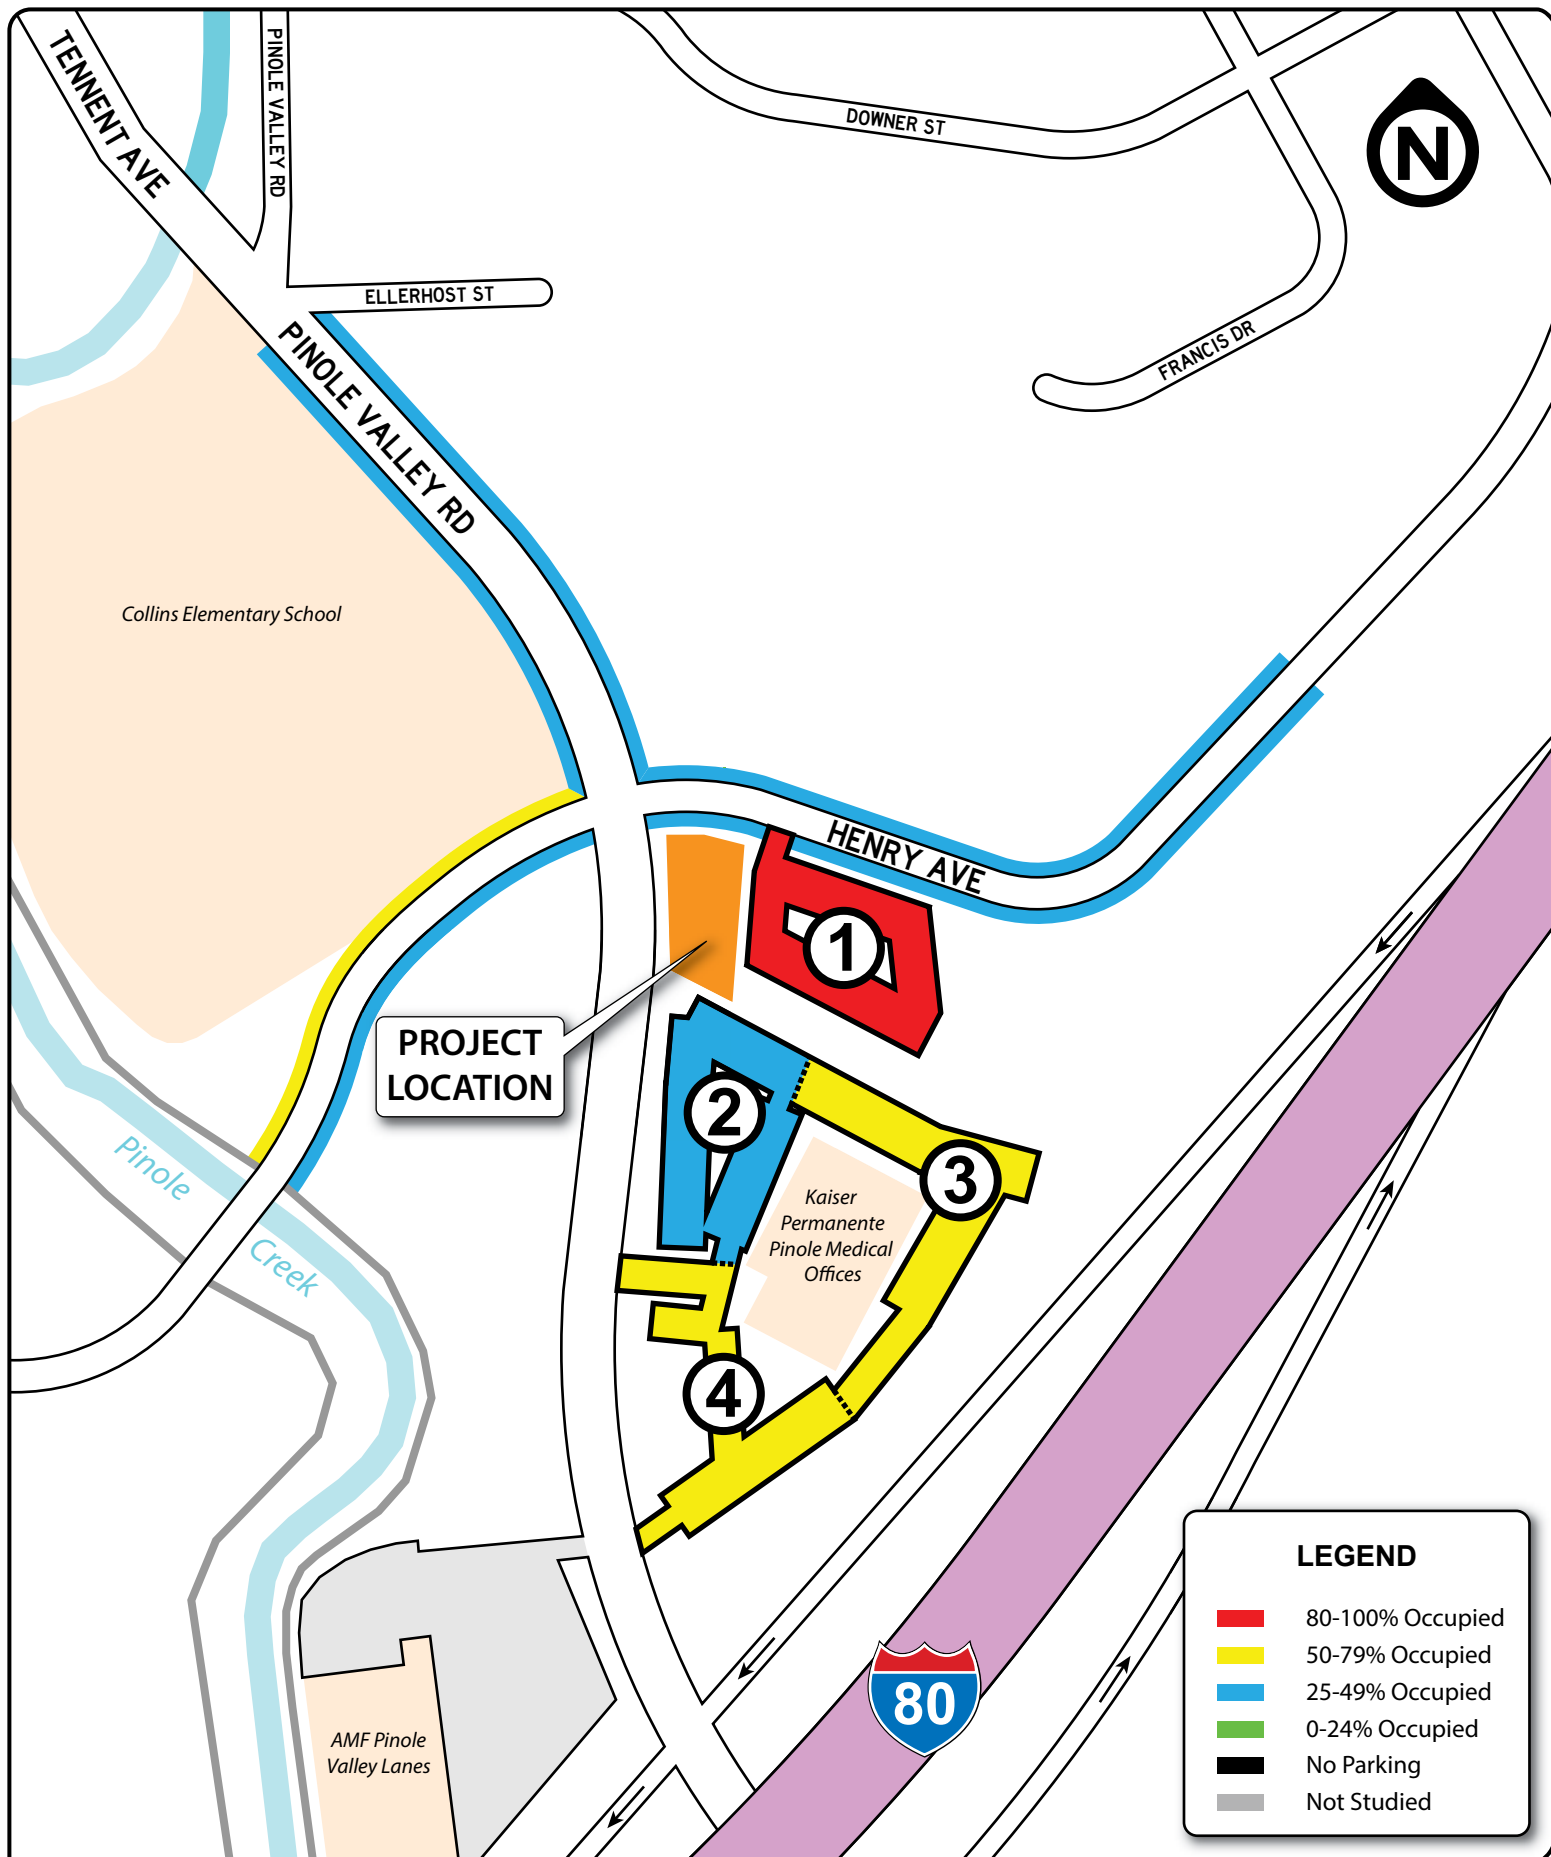 TENNENT AVE
PINOLE VALLEY RD
DOWNER ST
N
ELLERHOST ST
PINOLE VALLEY RD
FRANCIS DR
Collins Elementary School
HENRY AVE
1
PROJECT
LOCATION
2
3
Pinole
Creek
Kaiser
Permanente
Pinole Medical
Offices
4
LEGEND
80-100% Occupied
50-79% Occupied
25-49% Occupied
0-24% Occupied
No Parking
Not Studied
80
AMF Pinole
Valley Lanes